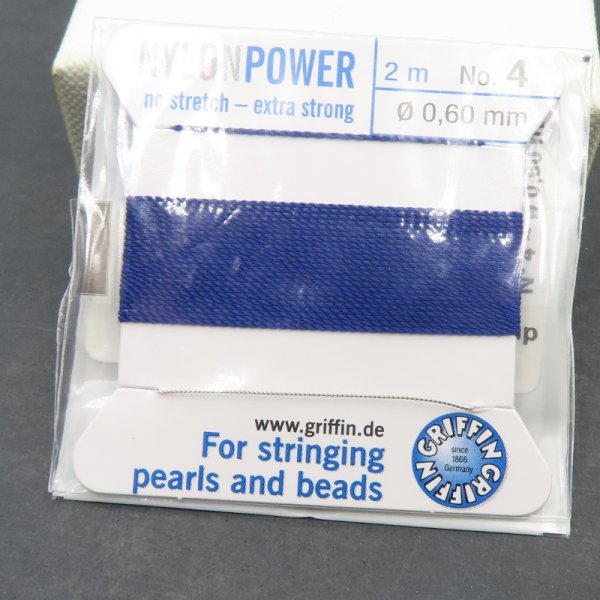 NYLONPOWER
no stretch – extra strong
2 m No. 4
Ø 0,60 mm
www.griffin.de
For stringing
pearls and beads
GRIFFIN GRIFFIN
since
1866
Germany